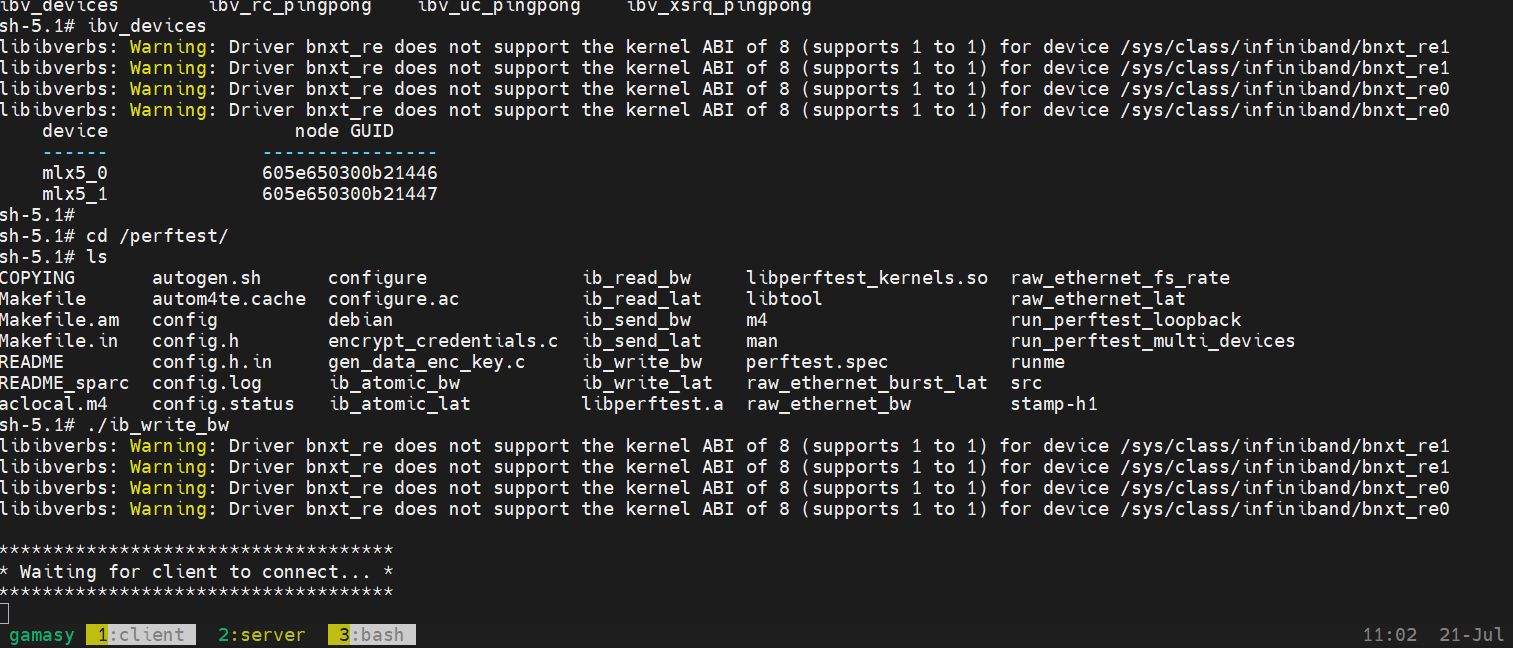 ibv_devices ibv_rc_pingpong ibv_uc_pingpong ibv_xsrq_pingpong
sh-5.1# ibv_devices
libibverbs: Warning: Driver bnxt_re does not support the kernel ABI of 8 (supports 1 to 1) for device /sys/class/infiniband/bnxt_re1
libibverbs: Warning: Driver bnxt_re does not support the kernel ABI of 8 (supports 1 to 1) for device /sys/class/infiniband/bnxt_re1
libibverbs: Warning: Driver bnxt_re does not support the kernel ABI of 8 (supports 1 to 1) for device /sys/class/infiniband/bnxt_re0
libibverbs: Warning: Driver bnxt_re does not support the kernel ABI of 8 (supports 1 to 1) for device /sys/class/infiniband/bnxt_re0
device node GUID
------ ----------------
mlx5_0 605e650300b21446
mlx5_1 605e650300b21447
sh-5.1#
sh-5.1# cd /perftest/
sh-5.1# ls
COPYING autogen.sh configure ib_read_bw libperftest_kernels.so raw_ethernet_fs_rate
Makefile autom4te.cache configure.ac ib_read_lat libtool raw_ethernet_lat
Makefile.am config debian ib_send_bw m4 run_perftest_loopback
Makefile.in config.h encrypt_credentials.c ib_send_lat man run_perftest_multi_devices
README config.h.in gen_data_enc_key.c ib_write_bw perftest.spec runme
README_sparc config.log ib_atomic_bw ib_write_lat raw_ethernet_burst_lat src
aclocal.m4 config.status ib_atomic_lat libperftest.a raw_ethernet_bw stamp-h1
sh-5.1# ./ib_write_bw
libibverbs: Warning: Driver bnxt_re does not support the kernel ABI of 8 (supports 1 to 1) for device /sys/class/infiniband/bnxt_re1
libibverbs: Warning: Driver bnxt_re does not support the kernel ABI of 8 (supports 1 to 1) for device /sys/class/infiniband/bnxt_re1
libibverbs: Warning: Driver bnxt_re does not support the kernel ABI of 8 (supports 1 to 1) for device /sys/class/infiniband/bnxt_re0
libibverbs: Warning: Driver bnxt_re does not support the kernel ABI of 8 (supports 1 to 1) for device /sys/class/infiniband/bnxt_re0
************************************
* Waiting for client to connect... *
************************************
gamasy 1:client 2:server 3:bash 11:02 21-Jul